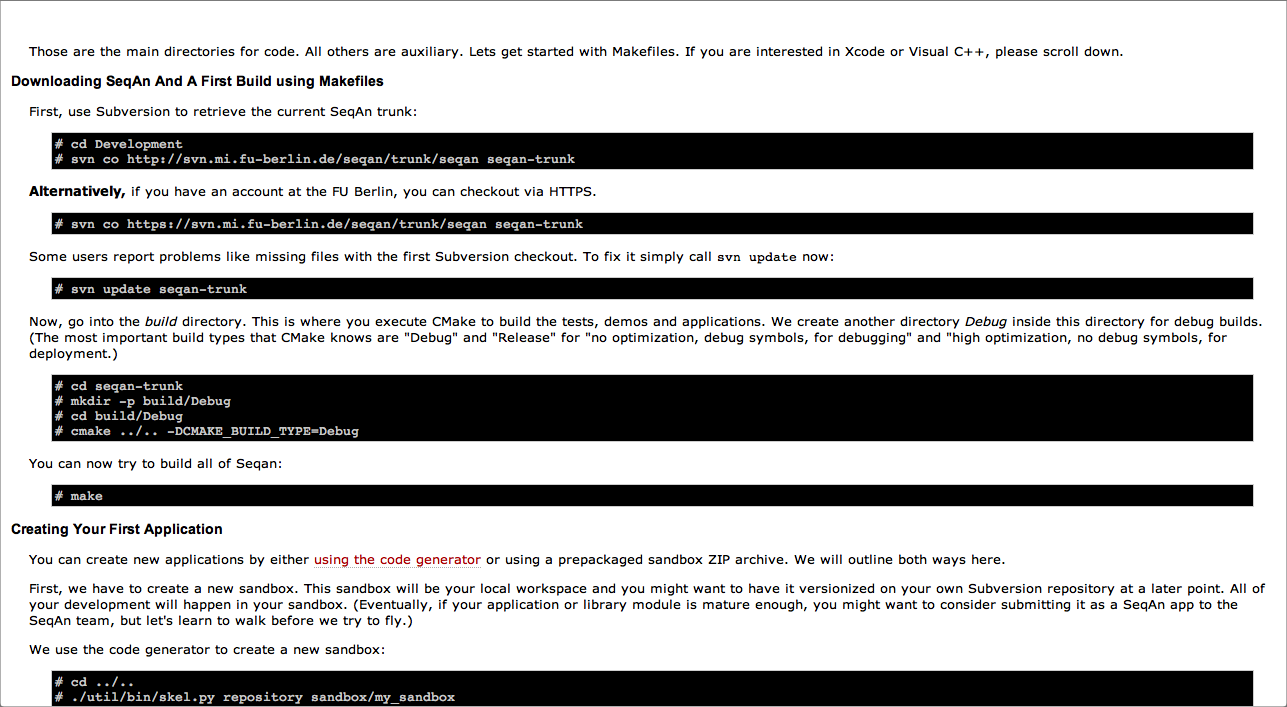 Those are the main directories for code. All others are auxiliary. Lets get started with Makefiles. If you are interested in Xcode or Visual C++, please scroll down.
Downloading SeqAn And A First Build using Makefiles
First, use Subversion to retrieve the current SeqAn trunk:
# cd Development
# svn co http://svn.mi.fu-berlin.de/seqan/trunk/seqan seqan-trunk
Alternatively, if you have an account at the FU Berlin, you can checkout via HTTPS.
# svn co https://svn.mi.fu-berlin.de/seqan/trunk/seqan seqan-trunk
Some users report problems like missing files with the first Subversion checkout. To fix it simply call svn update now:
# svn update seqan-trunk
Now, go into the build directory. This is where you execute CMake to build the tests, demos and applications. We create another directory Debug inside this directory for debug builds.
(The most important build types that CMake knows are "Debug" and "Release" for "no optimization, debug symbols, for debugging" and "high optimization, no debug symbols, for
deployment.)
# cd seqan-trunk
# mkdir -p build/Debug
# cd build/Debug
# cmake ../.. -DCMAKE_BUILD_TYPE=Debug
You can now try to build all of Seqan:
# make
Creating Your First Application
You can create new applications by either using the code generator or using a prepackaged sandbox ZIP archive. We will outline both ways here.
First, we have to create a new sandbox. This sandbox will be your local workspace and you might want to have it versionized on your own Subversion repository at a later point. All of
your development will happen in your sandbox. (Eventually, if your application or library module is mature enough, you might want to consider submitting it as a SeqAn app to the
SeqAn team, but let's learn to walk before we try to fly.)
We use the code generator to create a new sandbox:
# cd ../..
# ./util/bin/skel.py repository sandbox/my_sandbox